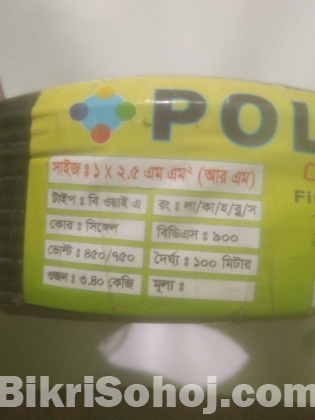 POL
সাইজ ঃ ১ X ২.৫ এম এম² (আর এম)
টাইপ ঃ বি ওয়াই এ
রং ঃ লা/কা/হ/ব্লু/স
কোর ঃ সিঙ্গেল
বিডিএস ঃ ৯০০
ভোল্ট ঃ ৪৫০/৭৫০
দৈর্ঘ্য ঃ ১০০ মিটার
ওজন ঃ ৩.৪০ কেজি
মূল্য ঃ
BikriSohoj.com